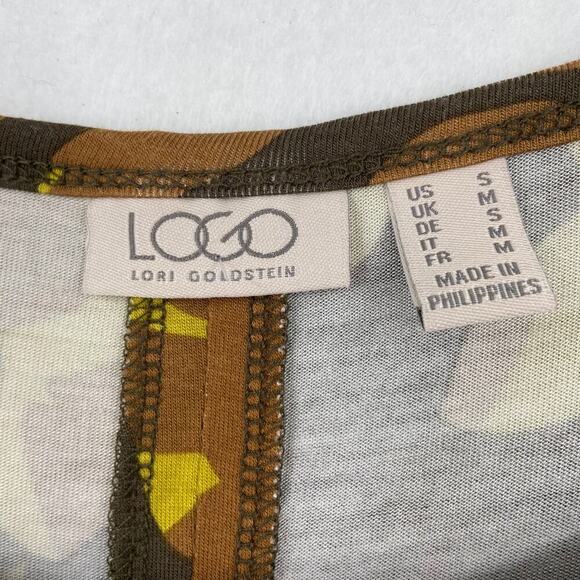 LOGO
LORI GOLDSTEIN
US S
UK M
DE S
IT M
FR M
MADE IN
PHILIPPINES